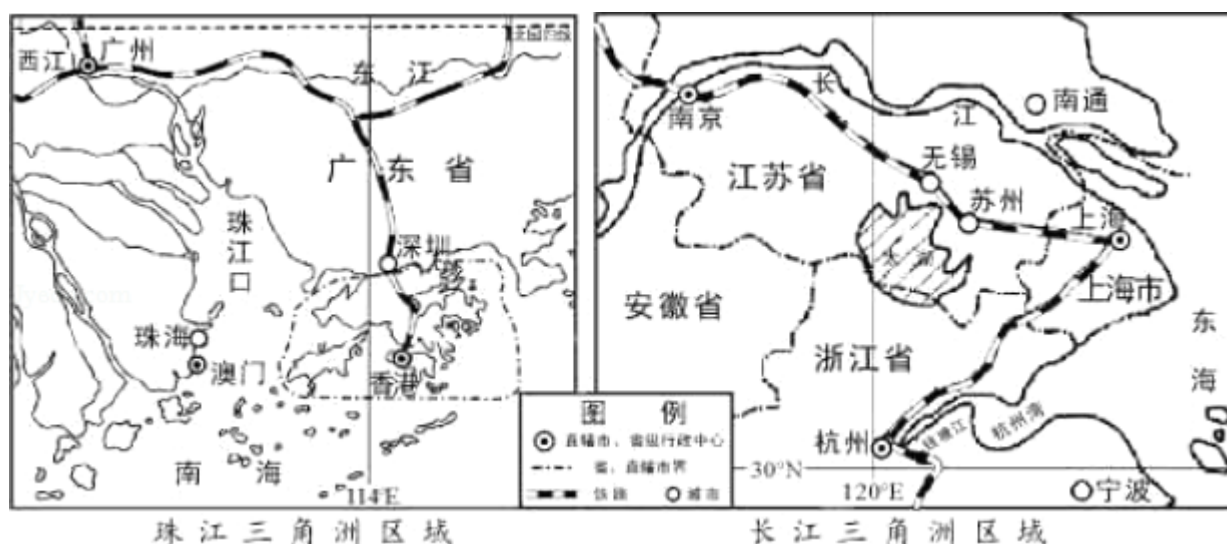 北回归线
西江
广州
东江
广东省
珠江口
深圳
珠海
澳门
香港
南海
114°E
珠江三角洲区域
长江
南京
南通
江苏省
无锡
苏州
上海
太湖
上海市
安徽省
浙江省
东海
杭州
钱塘江
杭州湾
30°N
120°E
宁波
长江三角洲区域
图例
直辖市、省级行政中心
省、直辖市界
铁路
城市